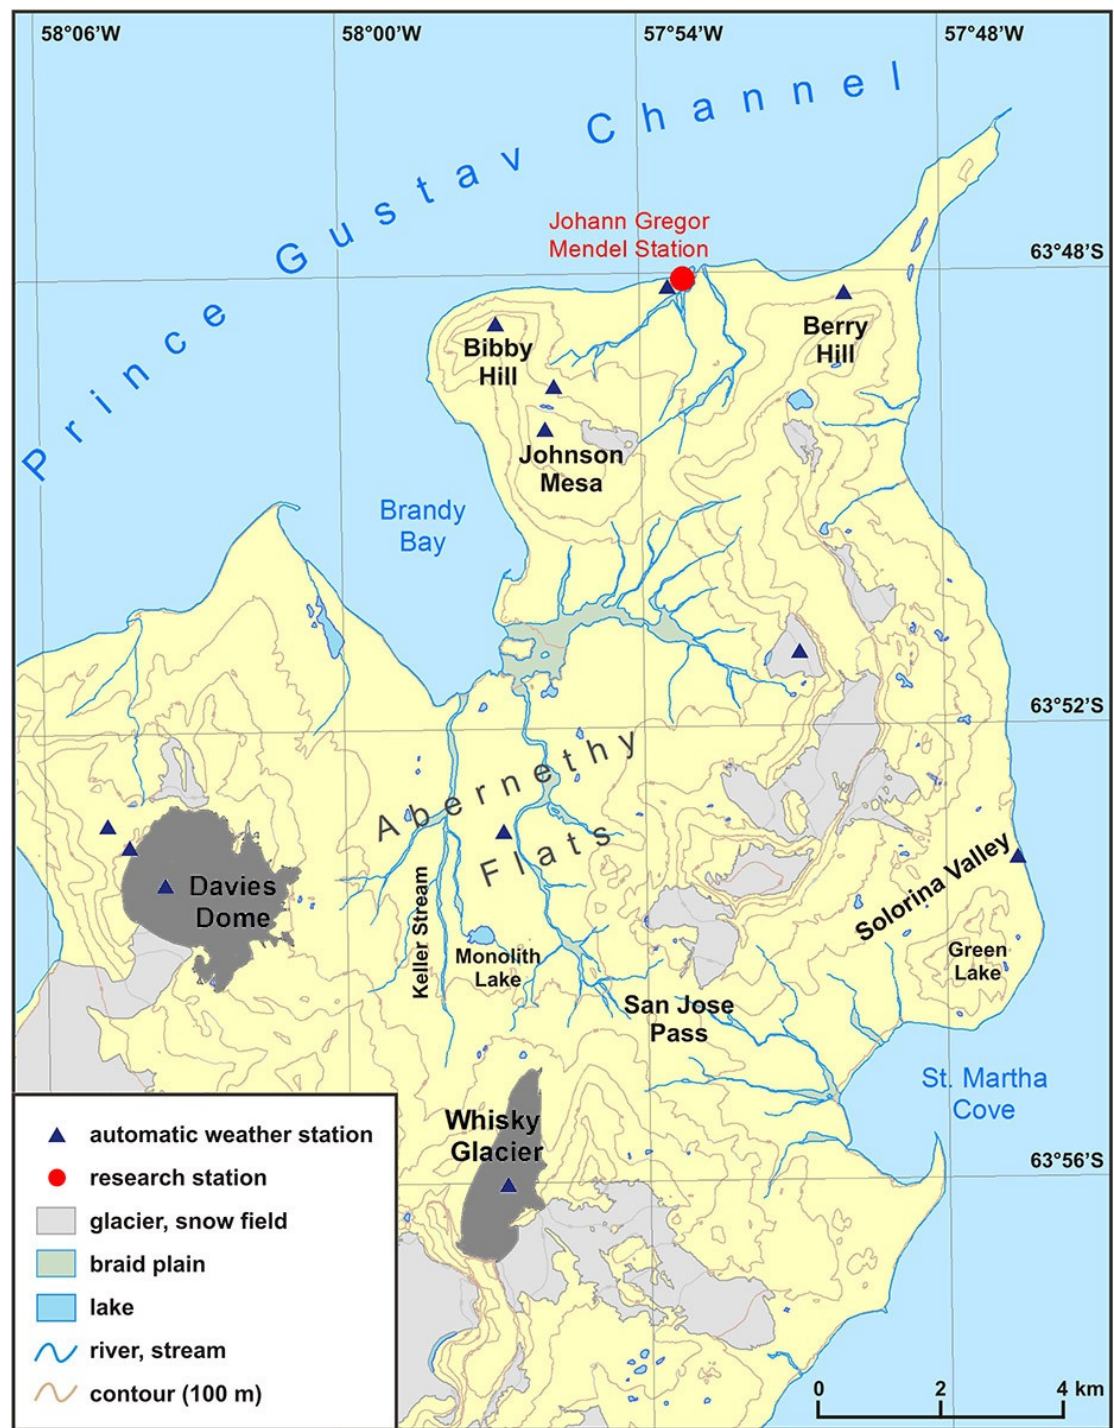 58°06’W
58°00’W
57°54’W
57°48’W
Prince Gustav Channel
Johann Gregor
Mendel Station
63°48’S
Bibby
Hill
Berry
Hill
Johnson
Mesa
Brandy
Bay
63°52’S
Abernethy
Flats
Davies
Dome
Keller Stream
Monolith
Lake
Solorina Valley
Green
Lake
San Jose
Pass
St. Martha
Cove
Whisky
Glacier
63°56’S
automatic weather station
research station
glacier, snow field
braid plain
lake
river, stream
contour (100 m)
0 2 4 km